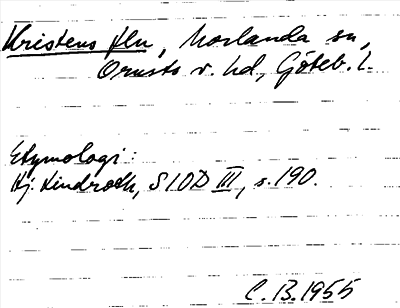 Kristens flu, Morlanda sn,
Orusts v. hd, Göteb. l.
Etymologi:
Hj. Lindroth, SIOD III, s. 190.
C.B. 1955